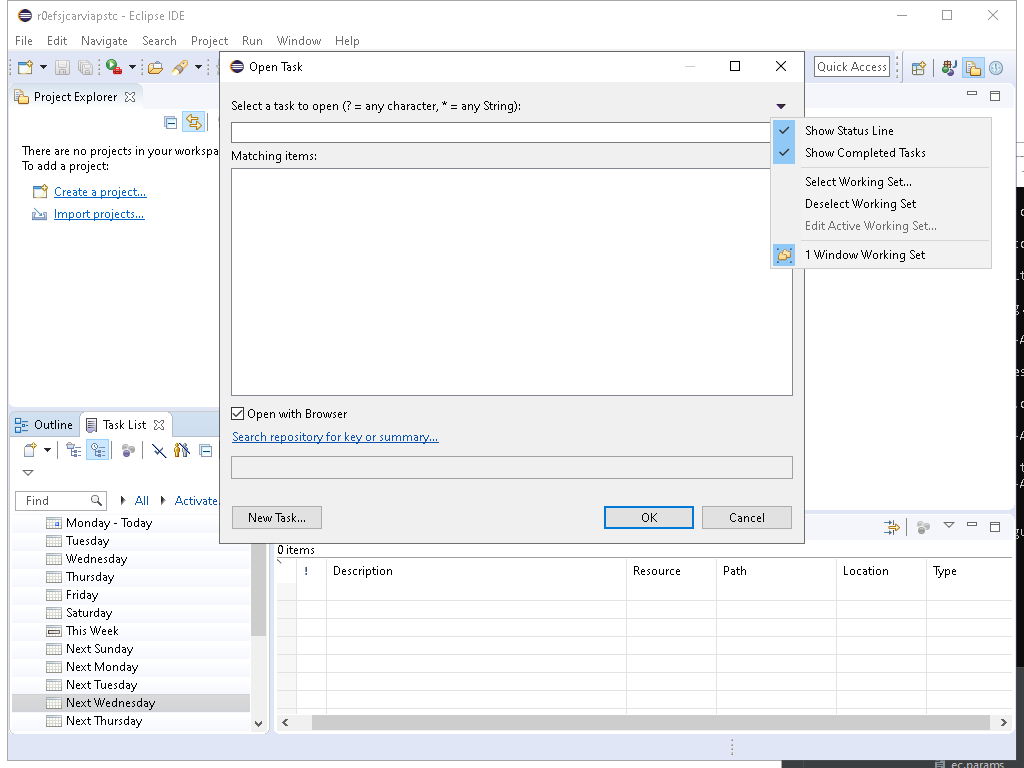 r0efsjcarviapstc - Eclipse IDE
File Edit Navigate Search Project Run Window Help
Quick Access
Open Task
Project Explorer
Select a task to open (? = any character, * = any String):
Show Status Line
Show Completed Tasks
Select Working Set...
Deselect Working Set
Edit Active Working Set...
1 Window Working Set
Matching items:
There are no projects in your workspa
To add a project:
Create a project...
Import projects...
Open with Browser
Search repository for key or summary...
New Task... OK Cancel
Outline Task List
Find All Activate.
Monday - Today
Tuesday
Wednesday
Thursday
Friday
Saturday
This Week
Next Sunday
Next Monday
Next Tuesday
Next Wednesday
Next Thursday
0 items
! Description Resource Path Location Type
ec.params